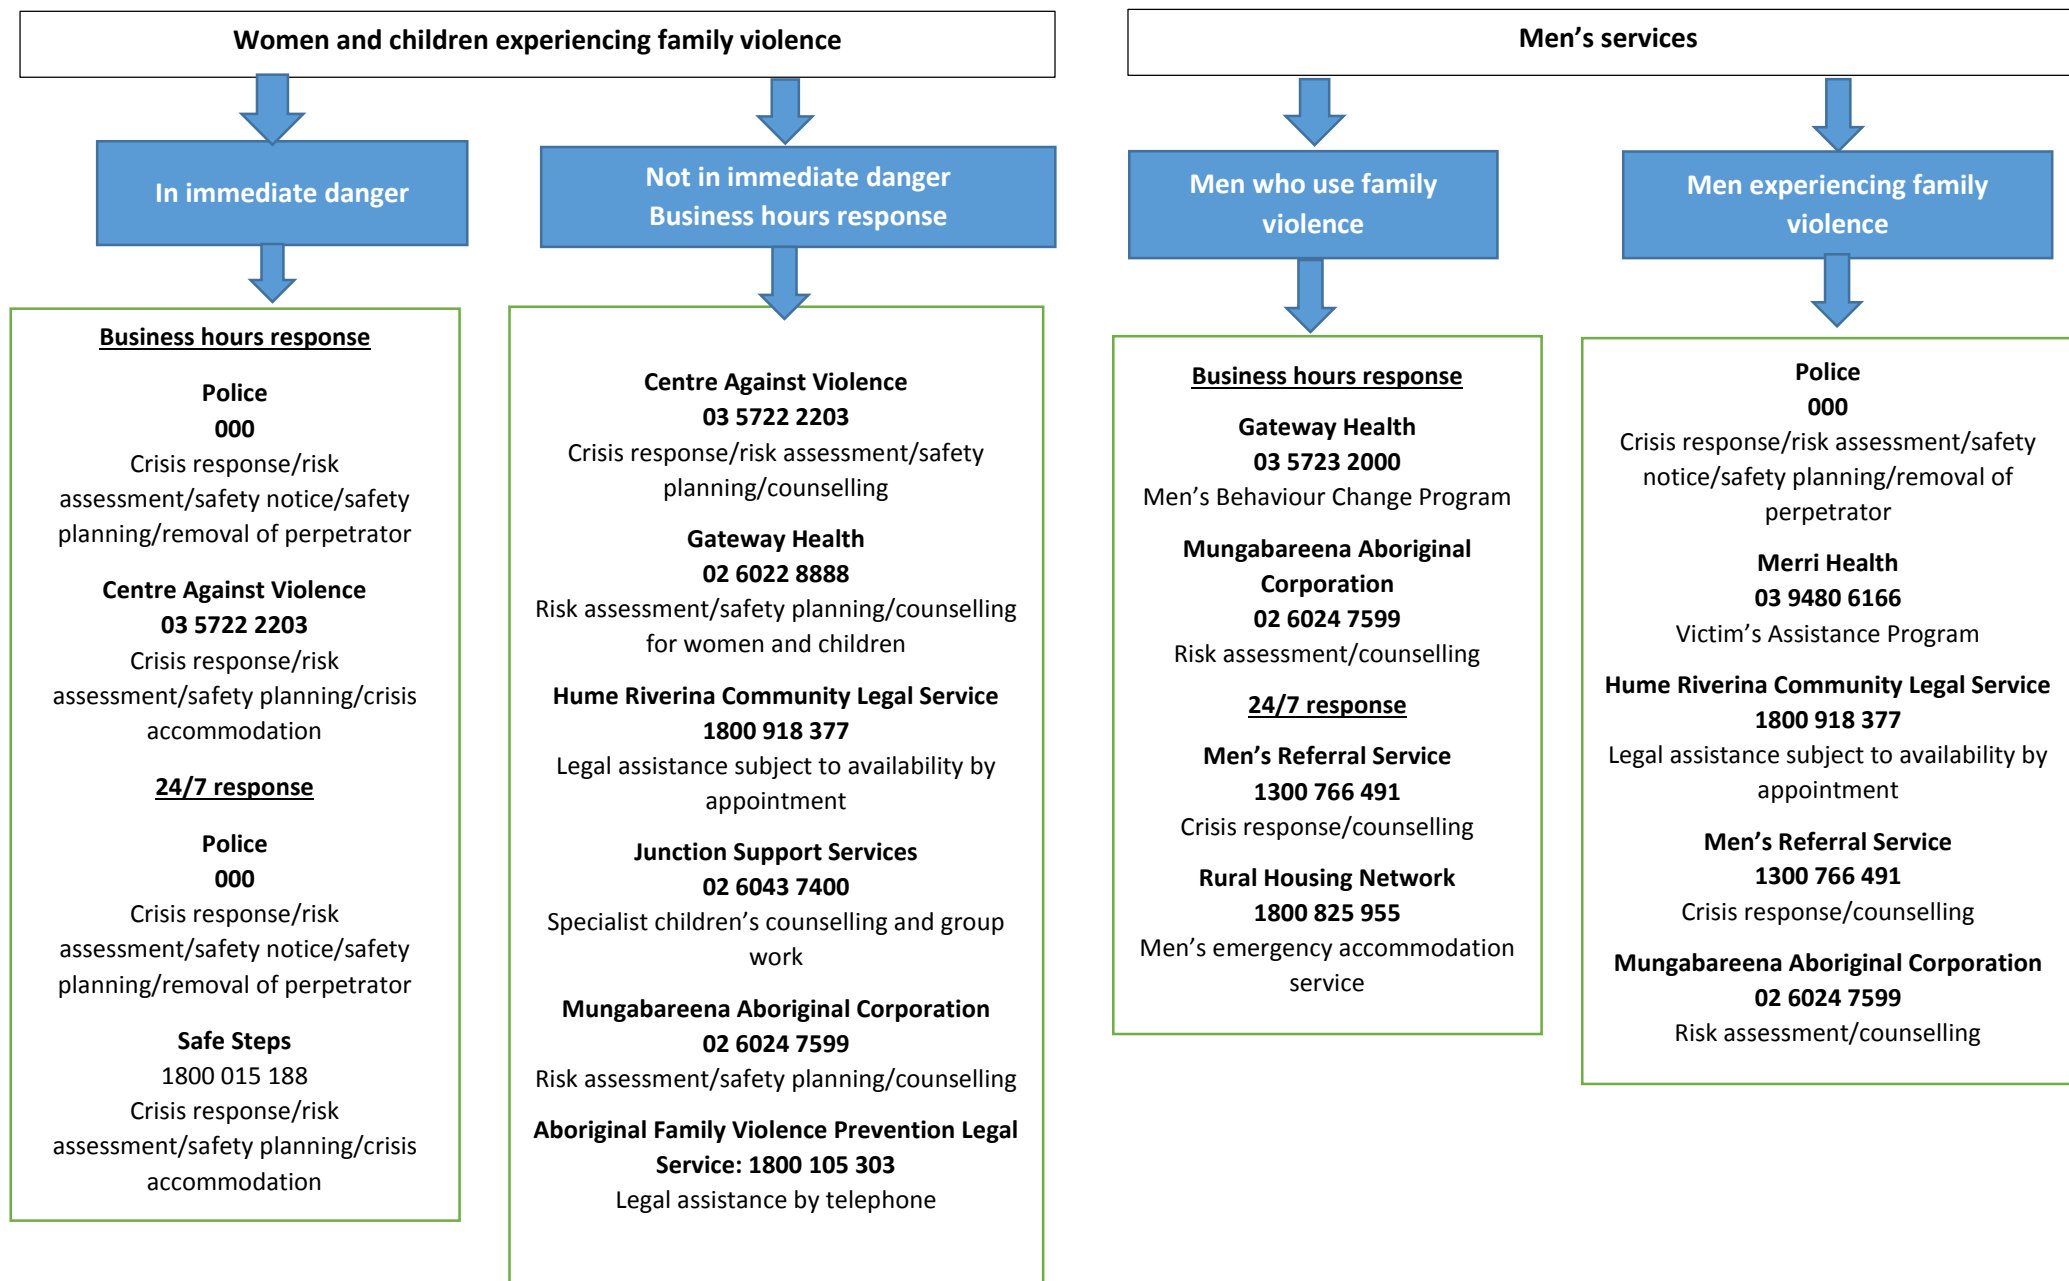 Women and children experiencing family violence
In immediate danger
Business hours response
Police
000
Crisis response/risk
assessment/safety notice/safety
planning/removal of perpetrator
Centre Against Violence
03 5722 2203
Crisis response/risk
assessment/safety planning/crisis
accommodation
24/7 response
Police
000
Crisis response/risk
assessment/safety notice/safety
planning/removal of perpetrator
Safe Steps
1800 015 188
Crisis response/risk
assessment/safety planning/crisis
accommodation
Not in immediate danger
Business hours response
Centre Against Violence
03 5722 2203
Crisis response/risk assessment/safety
planning/counselling
Gateway Health
02 6022 8888
Risk assessment/safety planning/counselling
for women and children
Hume Riverina Community Legal Service
1800 918 377
Legal assistance subject to availability by
appointment
Junction Support Services
02 6043 7400
Specialist children’s counselling and group
work
Mungabareena Aboriginal Corporation
02 6024 7599
Risk assessment/safety planning/counselling
Aboriginal Family Violence Prevention Legal
Service: 1800 105 303
Legal assistance by telephone
Men’s services
Men who use family
violence
Business hours response
Gateway Health
03 5723 2000
Men’s Behaviour Change Program
Mungabareena Aboriginal
Corporation
02 6024 7599
Risk assessment/counselling
24/7 response
Men’s Referral Service
1300 766 491
Crisis response/counselling
Rural Housing Network
1800 825 955
Men’s emergency accommodation
service
Men experiencing family
violence
Police
000
Crisis response/risk assessment/safety
notice/safety planning/removal of
perpetrator
Merri Health
03 9480 6166
Victim’s Assistance Program
Hume Riverina Community Legal Service
1800 918 377
Legal assistance subject to availability by
appointment
Men’s Referral Service
1300 766 491
Crisis response/counselling
Mungabareena Aboriginal Corporation
02 6024 7599
Risk assessment/counselling